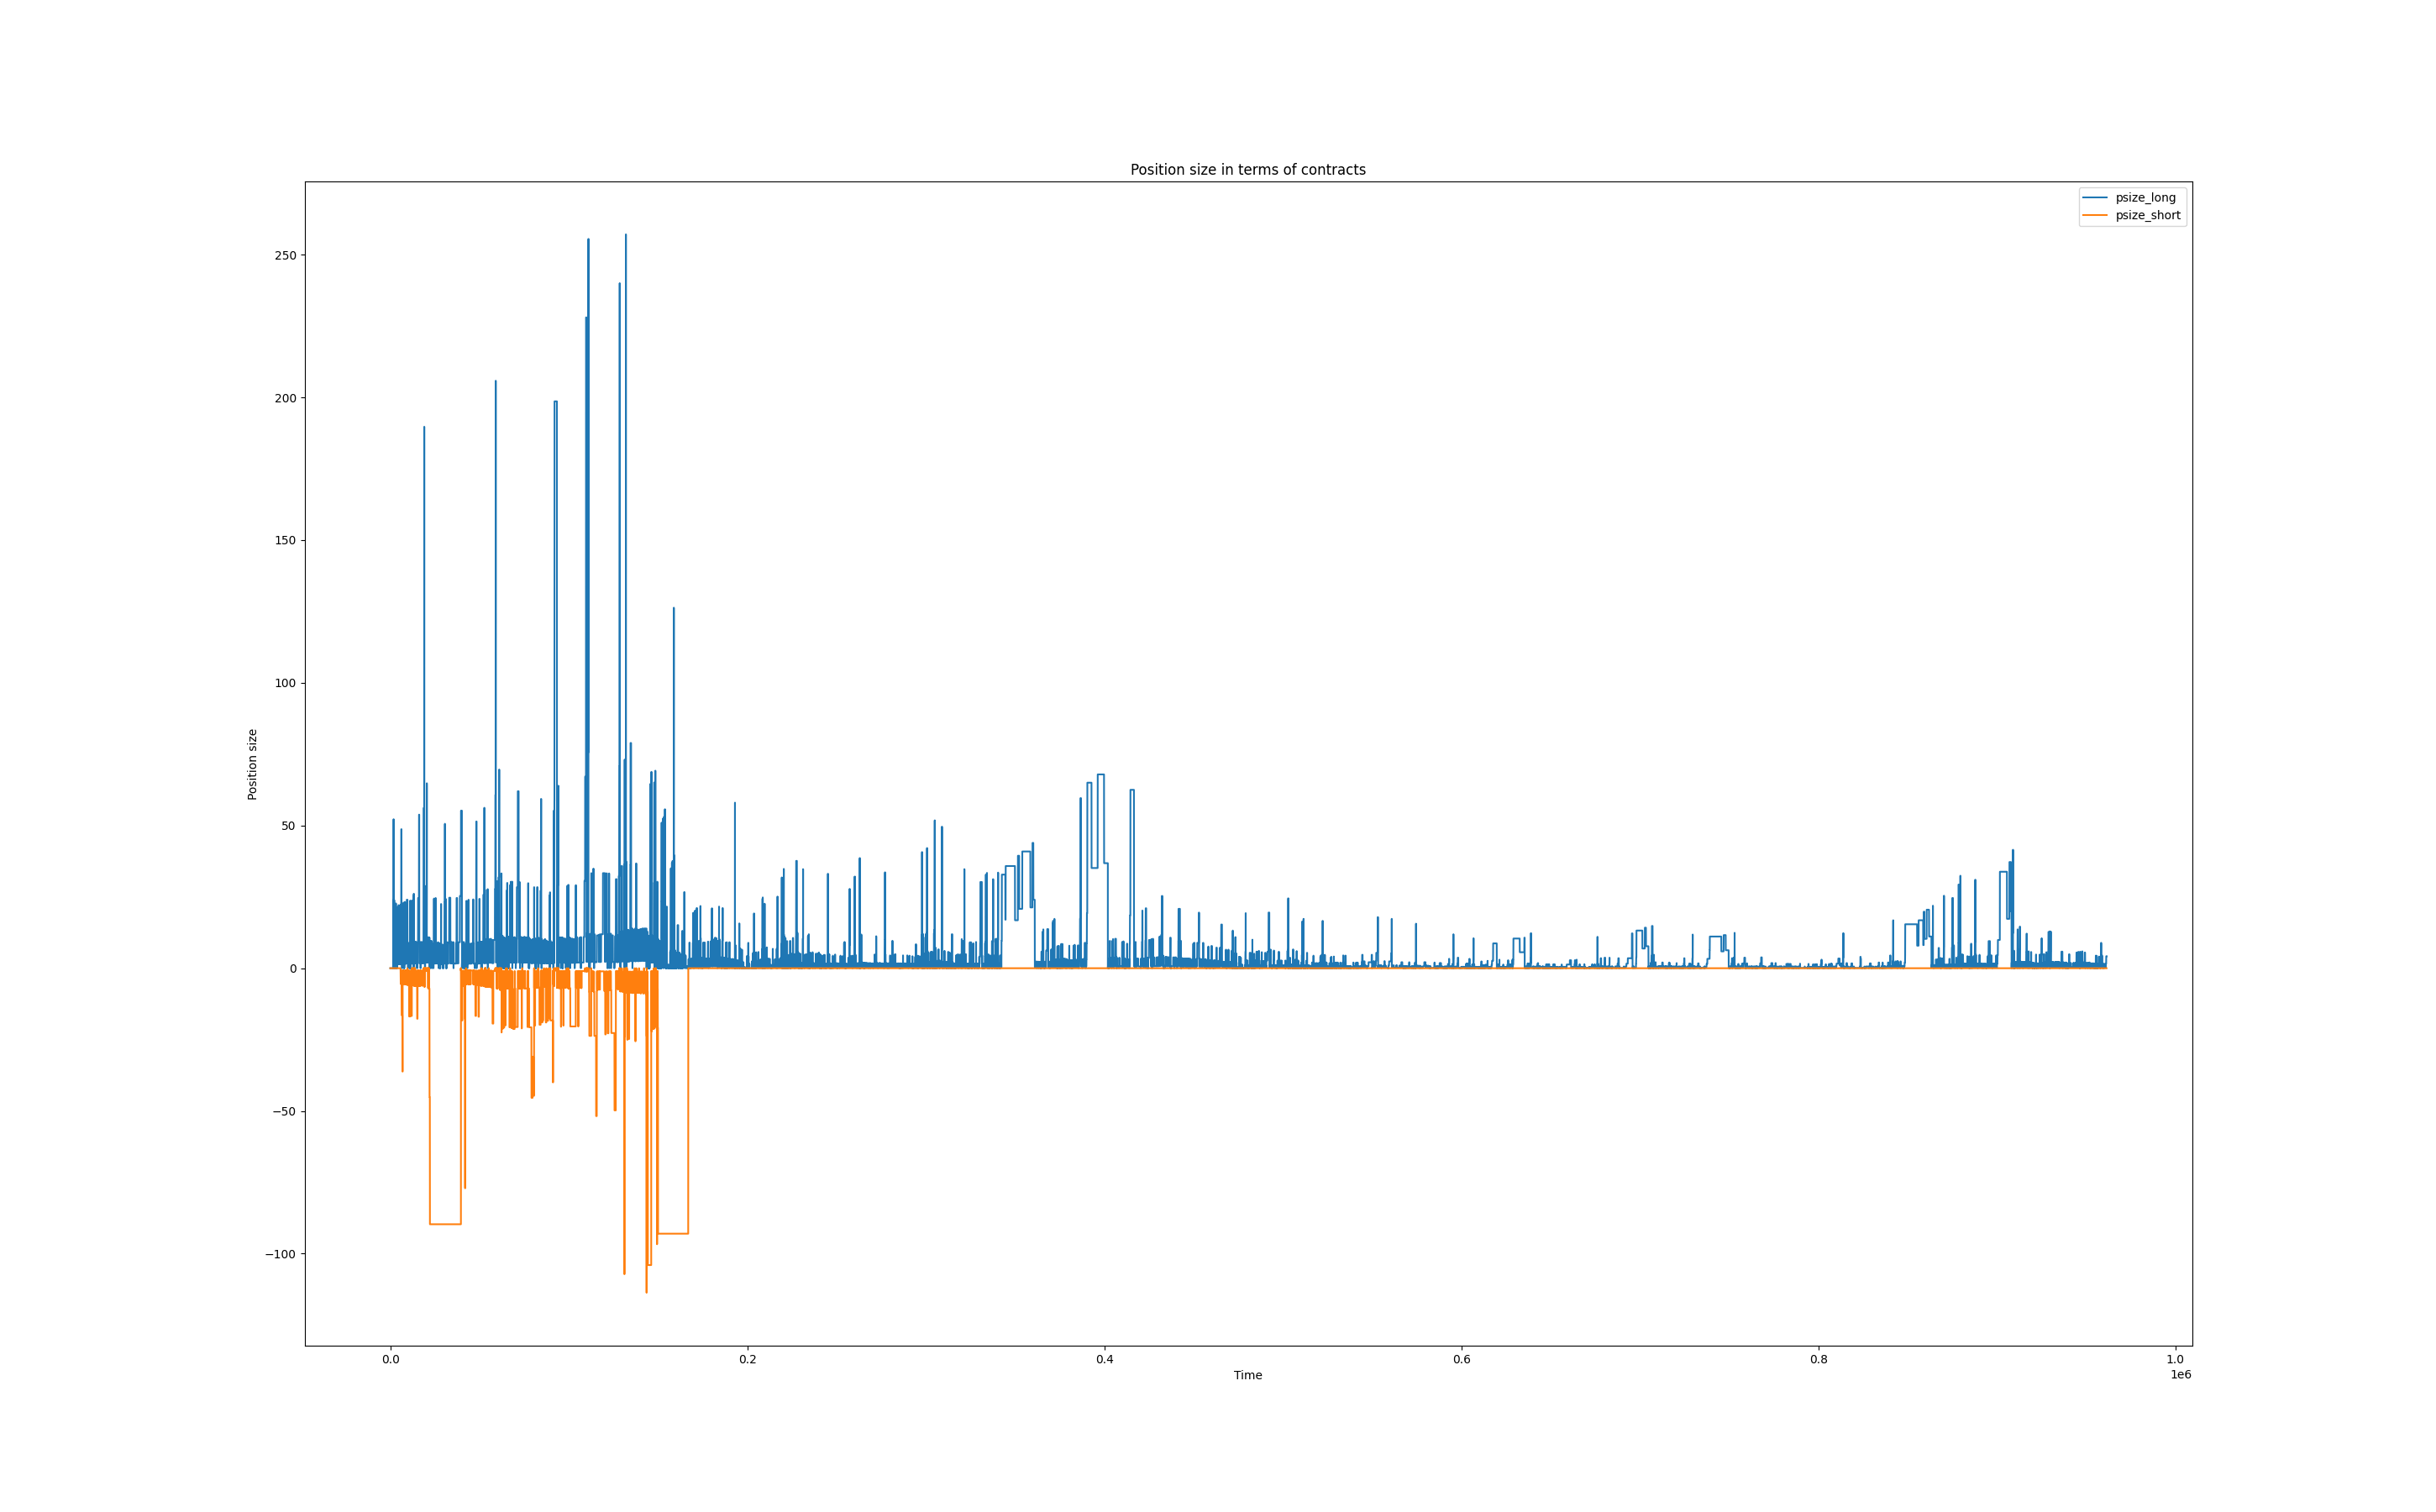 Position size in terms of contracts
psize_long
psize_short
250
200
150
100
50
0
−50
−100
Position size
0.0
0.2
0.4
0.6
0.8
1.0
1e6
Time